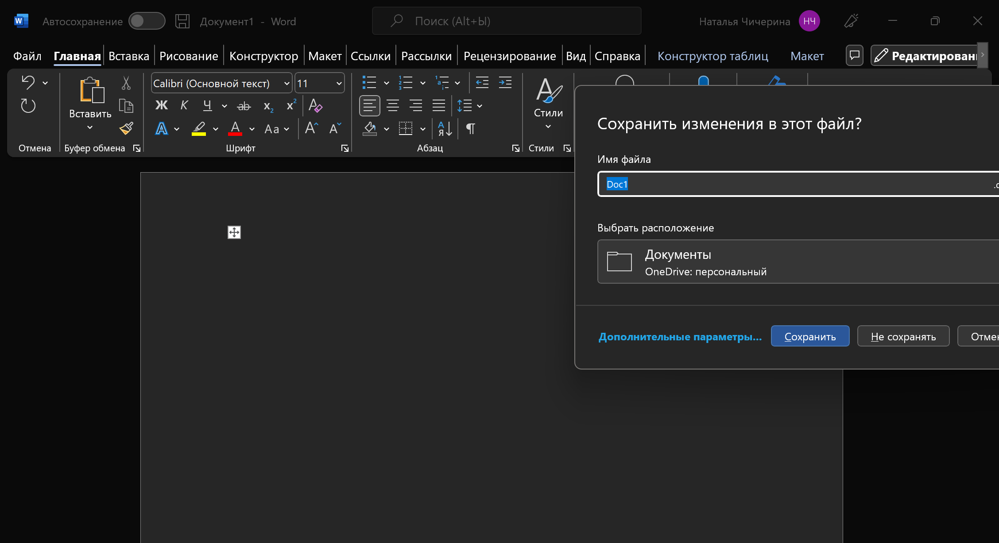 Автосохранение
Документ1 - Word
Поиск (Alt+Ы)
Наталья Чичерина
НЧ
Файл Главная Вставка Рисование Конструктор Макет Ссылки Рассылки Рецензирование Вид Справка Конструктор таблиц Макет Редактирован
Вставить
Отмена
Буфер обмена
Calibri (Основной текст) 11
Ж К Ч ab x₂ x² A
A A Aa A A
Шрифт
Абзац
Стили
Стили
Сохранить изменения в этот файл?
Имя файла
Doc1
Выбрать расположение
Документы
OneDrive: персональный
Дополнительные параметры... Сохранить Не сохранять Отме